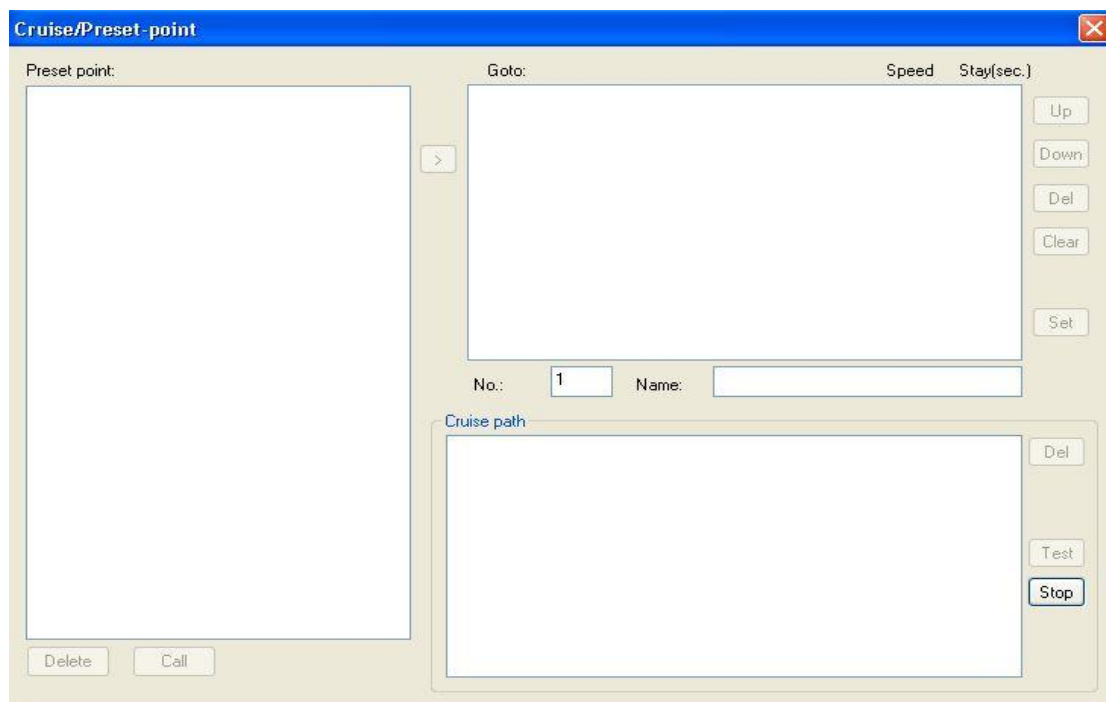 Cruise/Preset-point
Preset point:
Goto: Speed Stay(sec.)
Up
>
Down
Del
Clear
Set
No.: 1 Name:
Cruise path
Del
Test
Stop
Delete Call